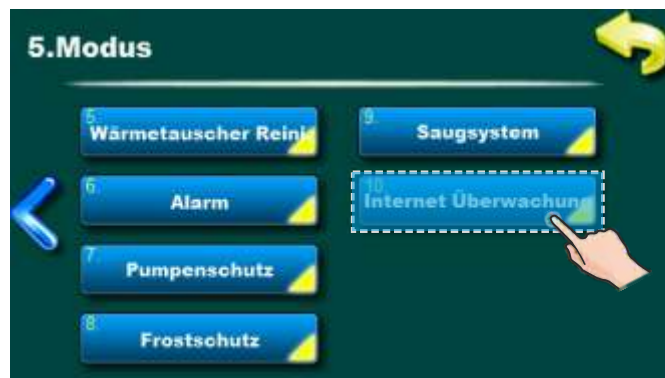 5.Modus
5.
Wärmetauscher Reini
6.
Alarm
7.
Pumpenschutz
8.
Frostschutz
9.
Saugsystem
10.
Internet Überwachung